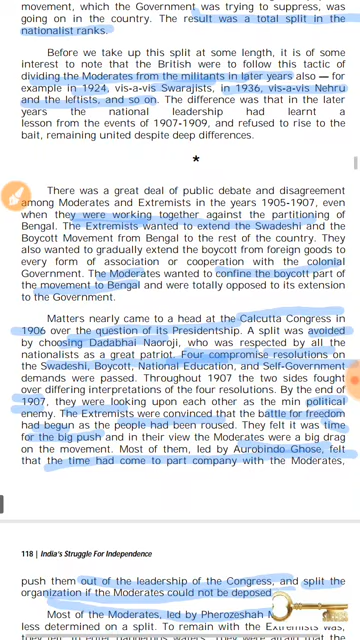 movement, which the Government was trying to suppress, was
going on in the country. The result was a total split in the
nationalist ranks.
Before we take up this split at some length, it is of some
interest to note that the British were to follow this tactic of
dividing the Moderates from the militants in later years also — for
example in 1924, vis-a-vis Swarajists, in 1936, vis-a-vis Nehru
and the leftists, and so on. The difference was that in the later
years the national leadership had learnt a
lesson from the events of 1907-1909, and refused to rise to the
bait, remaining united despite deep differences.
*
There was a great deal of public debate and disagreement
among Moderates and Extremists in the years 1905-1907, even
when they were working together against the partitioning of
Bengal. The Extremists wanted to extend the Swadeshi and the
Boycott Movement from Bengal to the rest of the country. They
also wanted to gradually extend the boycott from foreign goods to
every form of association or cooperation with the colonial
Government. The Moderates wanted to confine the boycott part of
the movement to Bengal and were totally opposed to its extension
to the Government.
Matters nearly came to a head at the Calcutta Congress in
1906 over the question of its Presidentship. A split was avoided
by choosing Dadabhai Naoroji, who was respected by all the
nationalists as a great patriot. Four compromise resolutions on
the Swadeshi, Boycott, National Education, and Self-Government
demands were passed. Throughout 1907 the two sides fought
over differing interpretations of the four resolutions. By the end of
1907, they were looking upon each other as the min political
enemy. The Extremists were convinced that the battle for freedom
had begun as the people had been roused. They felt it was time
for the big push and in their view the Moderates were a big drag
on the movement. Most of them, led by Aurobindo Ghose, felt
that the time had come to part company with the Moderates,
118 | India's Struggle For Independence
push them out of the leadership of the Congress, and split the
organization if the Moderates could not be deposed
Most of the Moderates, led by Pherozeshah
less determined on a split. To remain with the Extremists was,